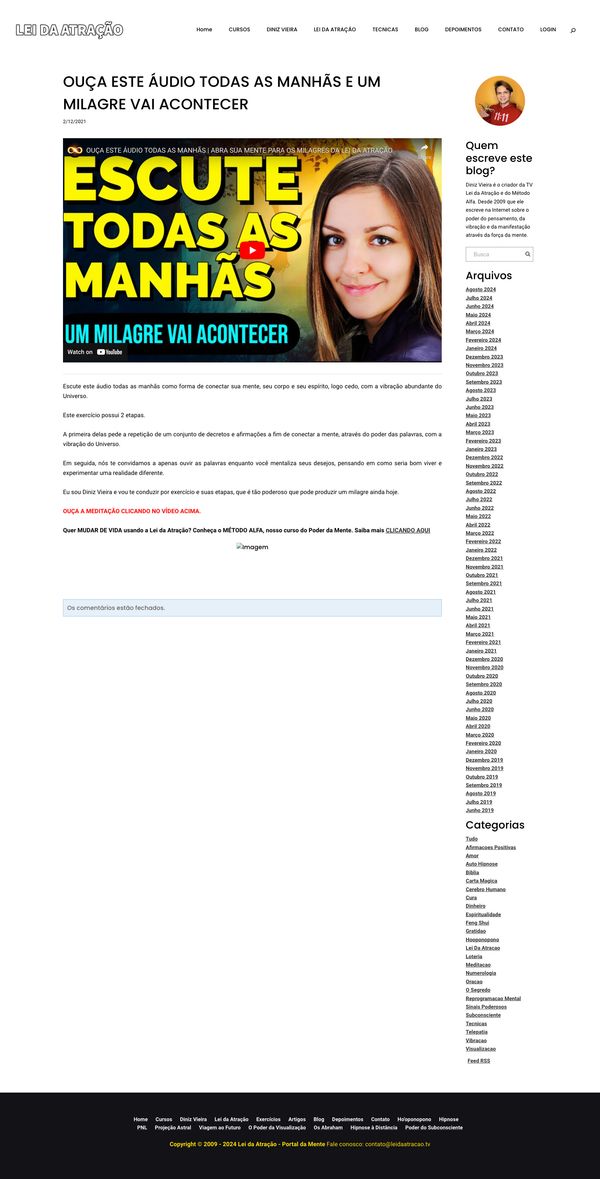 LEI DA ATRAÇÃO
Home CURSOS DINIZ VIEIRA LEI DA ATRAÇÃO TECNICAS BLOG DEPOIMENTOS CONTATO LOGIN
OUÇA ESTE ÁUDIO TODAS AS MANHÃS E UM
MILAGRE VAI ACONTECER
2/12/2021
OUÇA ESTE ÁUDIO TODAS AS MANHÃS | ABRA SUA MENTE PARA OS MILAGRES DA LEI DA ATRAÇÃO
Share
ESCUTE
TODAS AS
MANHÃS
UM MILAGRE VAI ACONTECER
Watch on YouTube
Escute este áudio todas as manhãs como forma de conectar sua mente, seu corpo e seu espírito, logo cedo, com a vibração abundante do
Universo.
Este exercício possui 2 etapas.
A primeira delas pede a repetição de um conjunto de decretos e afirmações a fim de conectar a mente, através do poder das palavras, com a
vibração do Universo.
Em seguida, nós te convidamos a apenas ouvir as palavras enquanto você mentaliza seus desejos, pensando em como seria bom viver e
experimentar uma realidade diferente.
Eu sou Diniz Vieira e vou te conduzir por exercício e suas etapas, que é tão poderoso que pode produzir um milagre ainda hoje.
OUÇA A MEDITAÇÃO CLICANDO NO VÍDEO ACIMA.
Quer MUDAR DE VIDA usando a Lei da Atração? Conheça o MÉTODO ALFA, nosso curso do Poder da Mente. Saiba mais CLICANDO AQUI
Imagem
Os comentários estão fechados.
11:11
Quem
escreve este
blog?
Diniz Vieira é o criador da TV
Lei da Atração e do Método
Alfa. Desde 2009 que ele
escreve na Internet sobre o
poder do pensamento, da
vibração e da manifestação
através da força da mente.
Busca
Arquivos
Agosto 2024
Julho 2024
Junho 2024
Maio 2024
Abril 2024
Março 2024
Fevereiro 2024
Janeiro 2024
Dezembro 2023
Novembro 2023
Outubro 2023
Setembro 2023
Agosto 2023
Julho 2023
Junho 2023
Maio 2023
Abril 2023
Março 2023
Fevereiro 2023
Janeiro 2023
Dezembro 2022
Novembro 2022
Outubro 2022
Setembro 2022
Agosto 2022
Julho 2022
Junho 2022
Maio 2022
Abril 2022
Março 2022
Fevereiro 2022
Janeiro 2022
Dezembro 2021
Novembro 2021
Outubro 2021
Setembro 2021
Agosto 2021
Julho 2021
Junho 2021
Maio 2021
Abril 2021
Março 2021
Fevereiro 2021
Janeiro 2021
Dezembro 2020
Novembro 2020
Outubro 2020
Setembro 2020
Agosto 2020
Julho 2020
Junho 2020
Maio 2020
Abril 2020
Março 2020
Fevereiro 2020
Janeiro 2020
Dezembro 2019
Novembro 2019
Outubro 2019
Setembro 2019
Agosto 2019
Julho 2019
Junho 2019
Categorias
Tudo
Afirmacoes Positivas
Amor
Auto Hipnose
Biblia
Carta Magica
Cerebro Humano
Cura
Dinheiro
Espiritualidade
Feng Shui
Gratidao
Hooponopono
Lei Da Atracao
Loteria
Meditacao
Numerologia
Oracao
O Segredo
Reprogramacao Mental
Sinais Poderosos
Subconsciente
Tecnicas
Telepatia
Vibracao
Visualizacao
Feed RSS
Home Cursos Diniz Vieira Lei da Atração Exercícios Artigos Blog Depoimentos Contato Ho'oponopono Hipnose
PNL Projeção Astral Viagem ao Futuro O Poder da Visualização Os Abraham Hipnose à Distância Poder do Subconsciente
Copyright © 2009 - 2024 Lei da Atração - Portal da Mente Fale conosco: contato@leidaatracao.tv